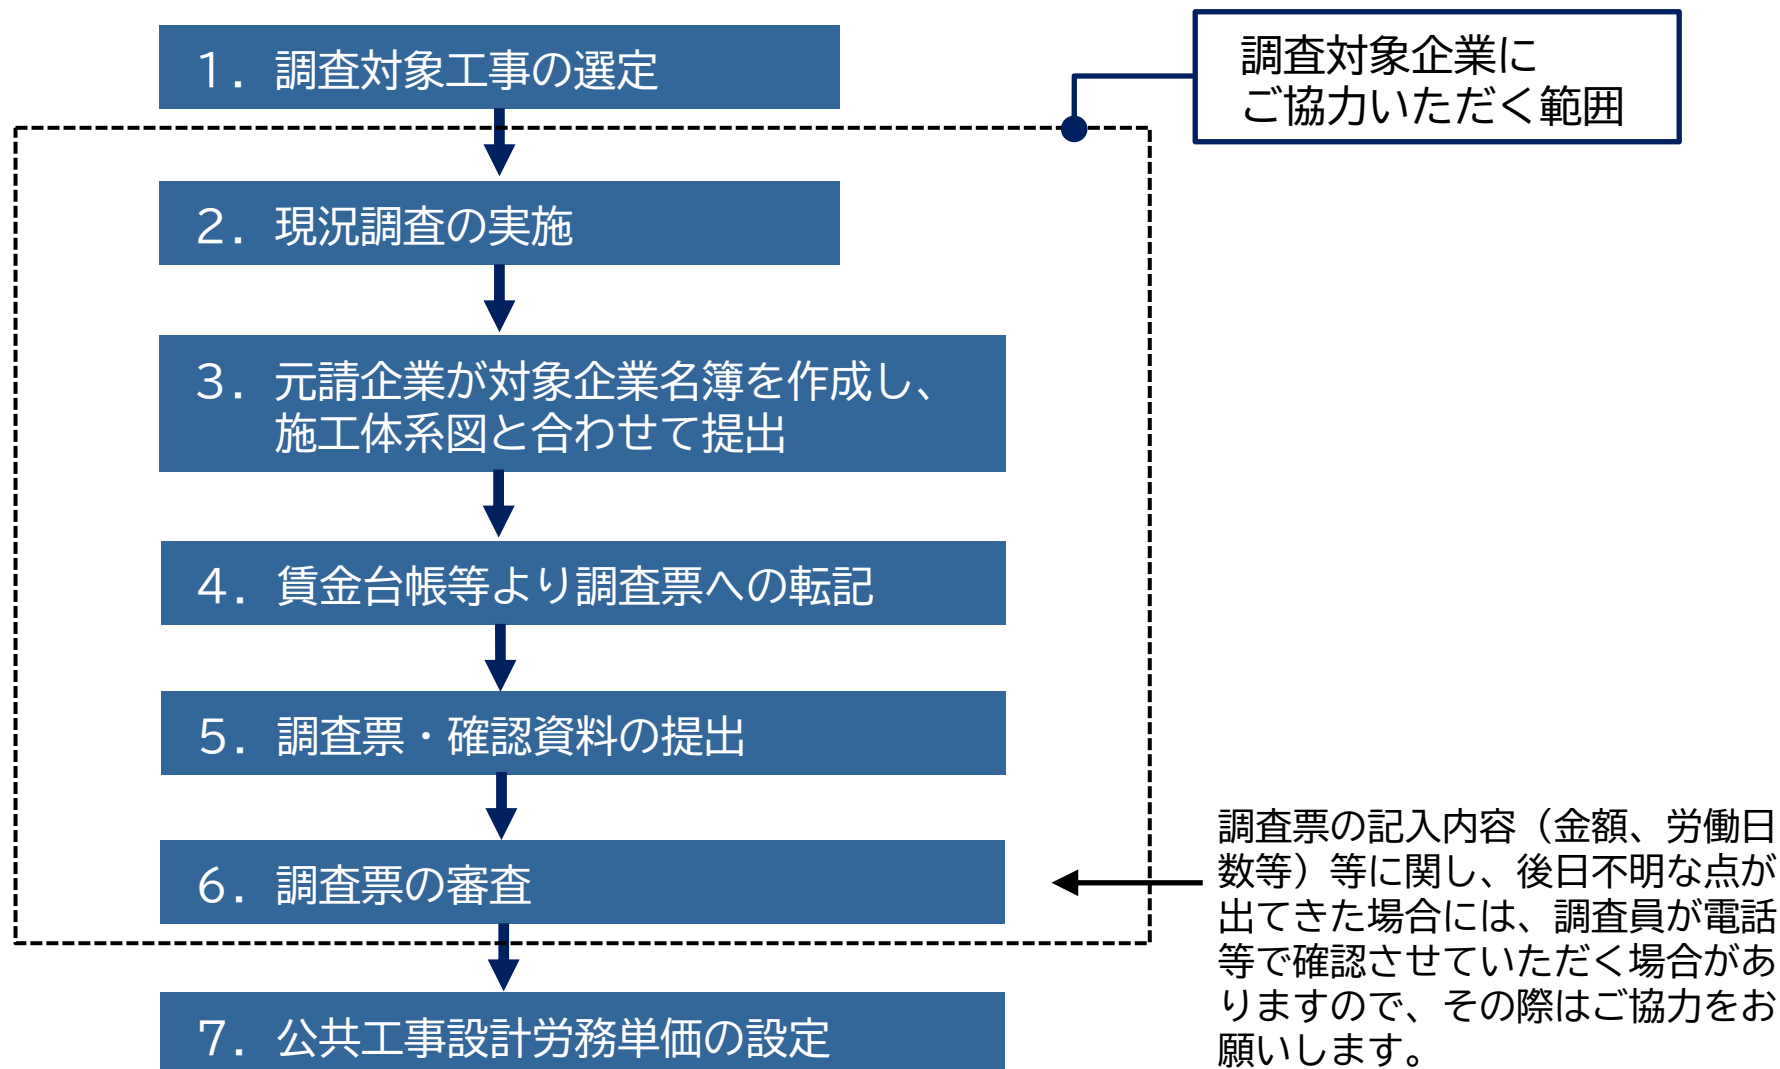 1．調査対象工事の選定
調査対象企業に
ご協力いただく範囲
2．現況調査の実施
3．元請企業が対象企業名簿を作成し、
施工体系図と合わせて提出
4．賃金台帳等より調査票への転記
5．調査票・確認資料の提出
6．調査票の審査
調査票の記入内容（金額、労働日
数等）等に関し、後日不明な点が
出てきた場合には、調査員が電話
等で確認させていただく場合があ
りますので、その際はご協力をお
願いします。
7．公共工事設計労務単価の設定